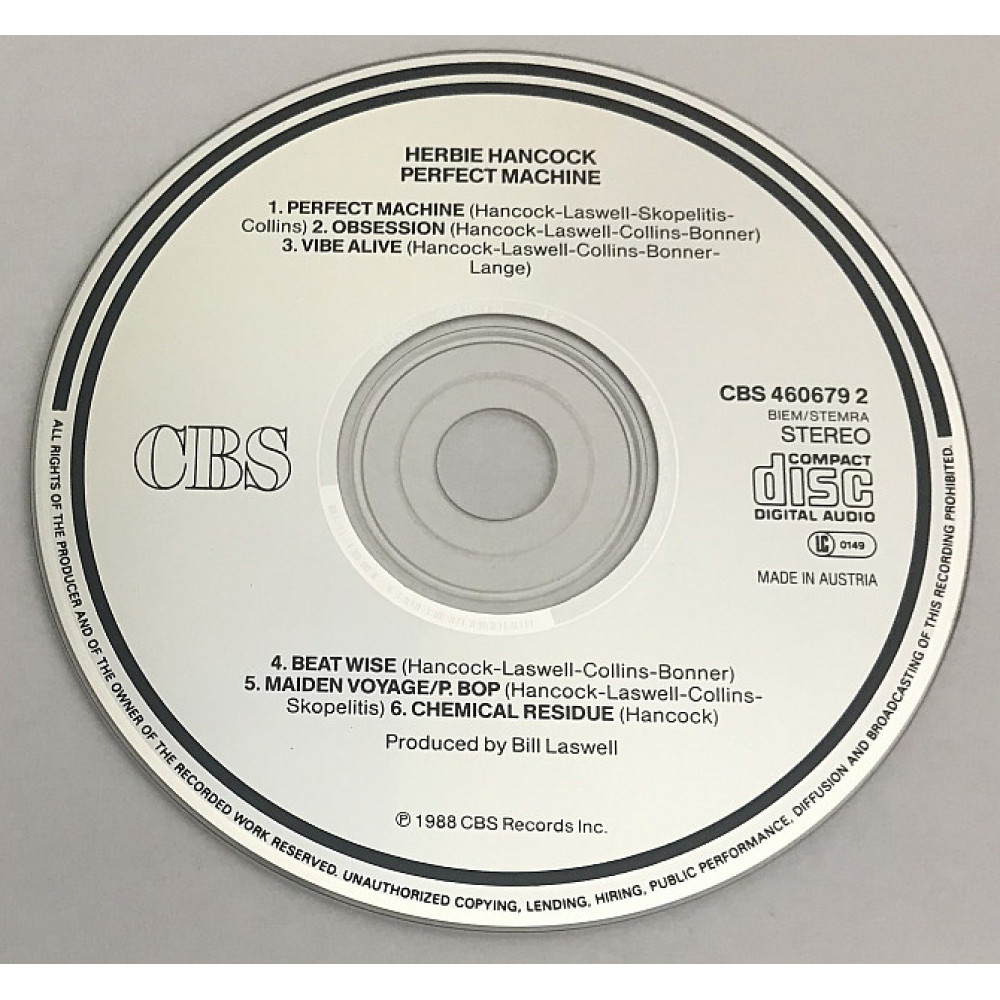 HERBIE HANCOCK
PERFECT MACHINE
1. PERFECT MACHINE (Hancock-Laswell-Skopelitis-
Collins) 2. OBSESSION (Hancock-Laswell-Collins-Bonner)
3. VIBE ALIVE (Hancock-Laswell-Collins-Bonner-
Lange)
CBS
CBS 460679 2
BIEM/STEMRA
STEREO
COMPACT
disc
DIGITAL AUDIO
LC 0149
MADE IN AUSTRIA
4. BEAT WISE (Hancock-Laswell-Collins-Bonner)
5. MAIDEN VOYAGE/P. BOP (Hancock-Laswell-Collins-
Skopelitis) 6. CHEMICAL RESIDUE (Hancock)
Produced by Bill Laswell
℗ 1988 CBS Records Inc.
ALL RIGHTS OF THE PRODUCER AND OF THE OWNER OF THE RECORDED WORK RESERVED. UNAUTHORIZED COPYING, LENDING, HIRING, PUBLIC PERFORMANCE, DIFFUSION AND BROADCASTING OF THIS RECORDING PROHIBITED.